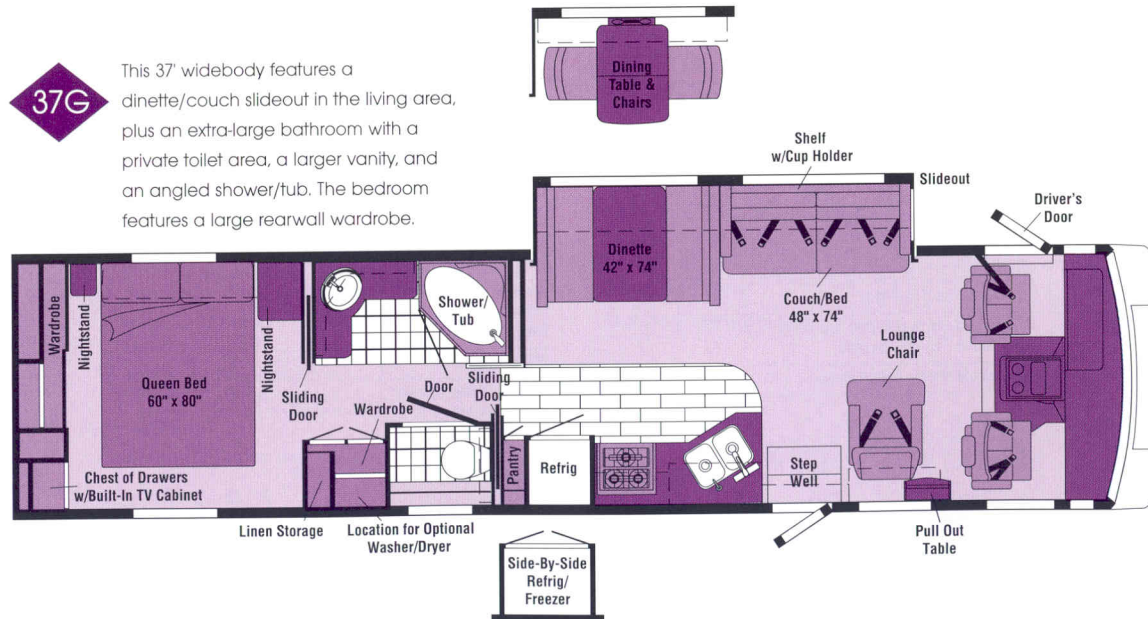 37G
This 37' widebody features a
dinette/couch slideout in the living area,
plus an extra-large bathroom with a
private toilet area, a larger vanity, and
an angled shower/tub. The bedroom
features a large rearwall wardrobe.
Dining
Table &
Chairs
Shelf
w/Cup Holder
Slideout
Driver's
Door
Wardrobe
Nightstand
Queen Bed
60" x 80"
Nightstand
Shower/
Tub
Dinette
42" x 74"
Couch/Bed
48" x 74"
Lounge
Chair
Sliding
Door
Door
Sliding
Door
Wardrobe
Chest of Drawers
w/Built-In TV Cabinet
Pantry
Refrig
Step
Well
Linen Storage
Location for Optional
Washer/Dryer
Pull Out
Table
Side-By-Side
Refrig/
Freezer